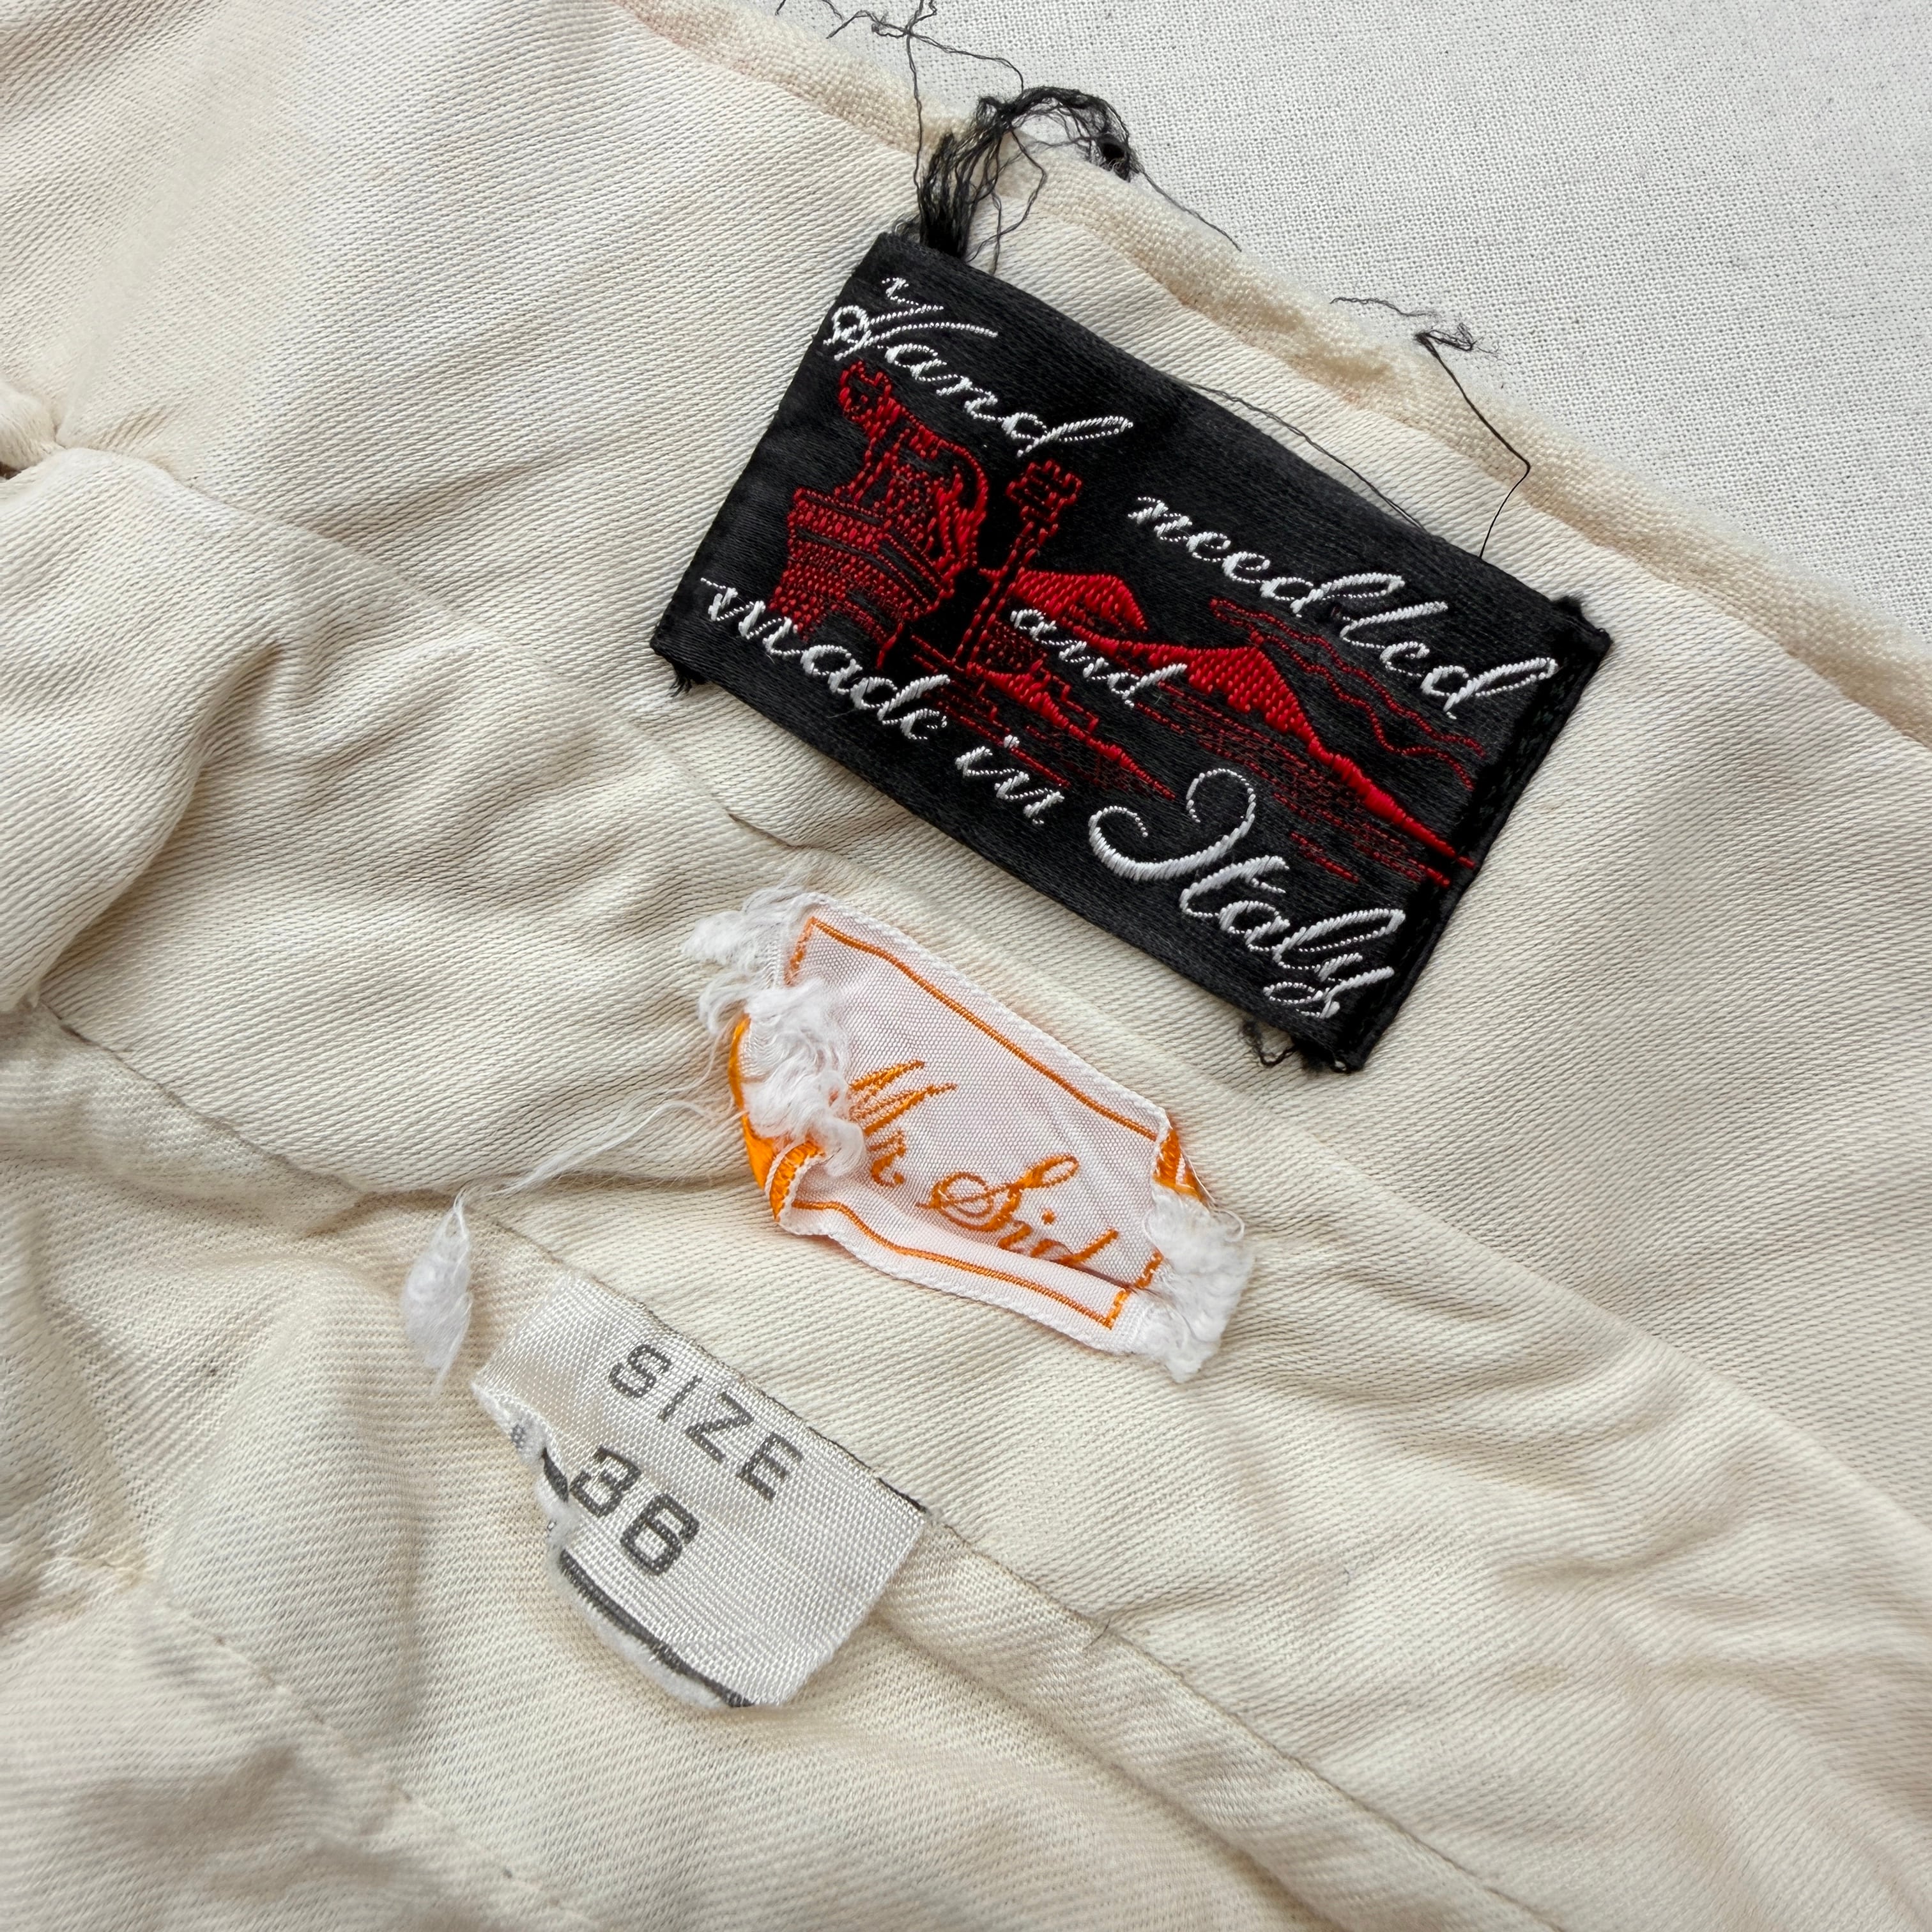 Hand
needled
and
made in Italy
Mr. Sid
SIZE
36